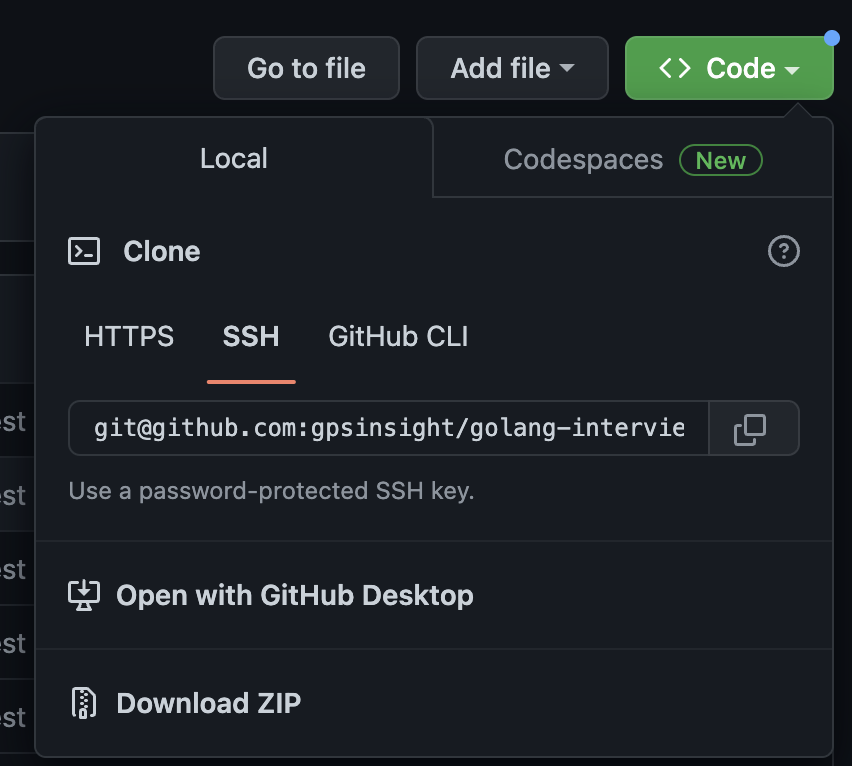 Go to file Add file <> Code
Local Codespaces New
Clone
HTTPS SSH GitHub CLI
git@github.com:gpsinsight/golang-intervie
Use a password-protected SSH key.
est
est
est
est
est
Open with GitHub Desktop
Download ZIP